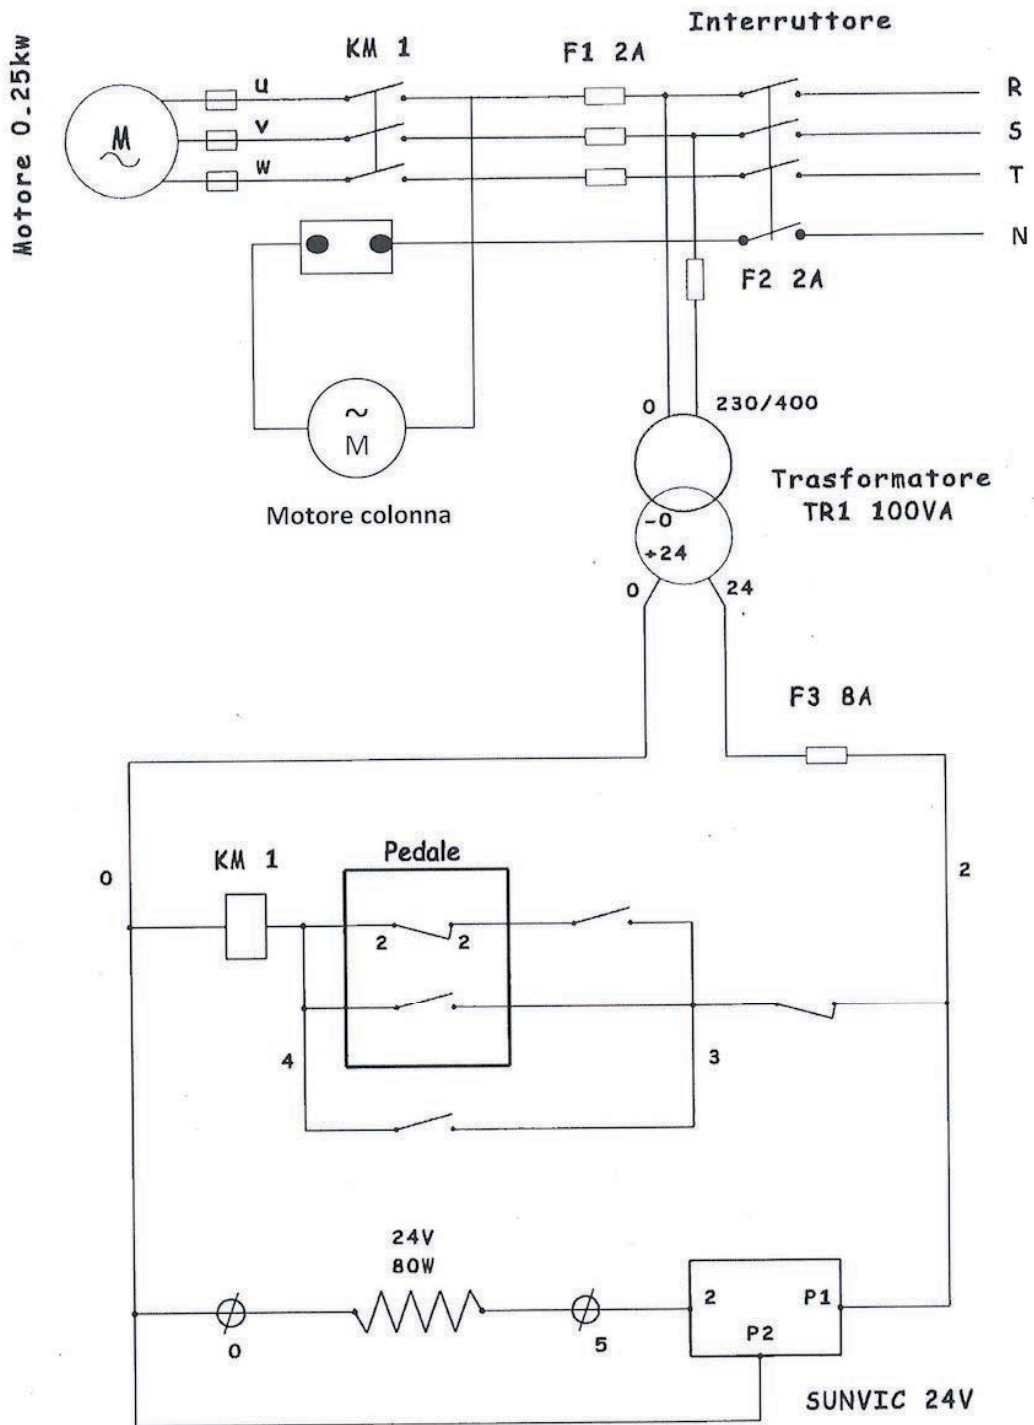 Interruttore
Motore 0.25kw
KM 1
F1 2A
R
U
M
V
S
W
T
N
F2 2A
0
230/400
M
Motore colonna
Trasformatore
TR1 100VA
-0
+24
0
24
F3 8A
Pedale
KM 1
0
2
2
2
4
3
24V
80W
2
P1
P2
0
5
SUNVIC 24V